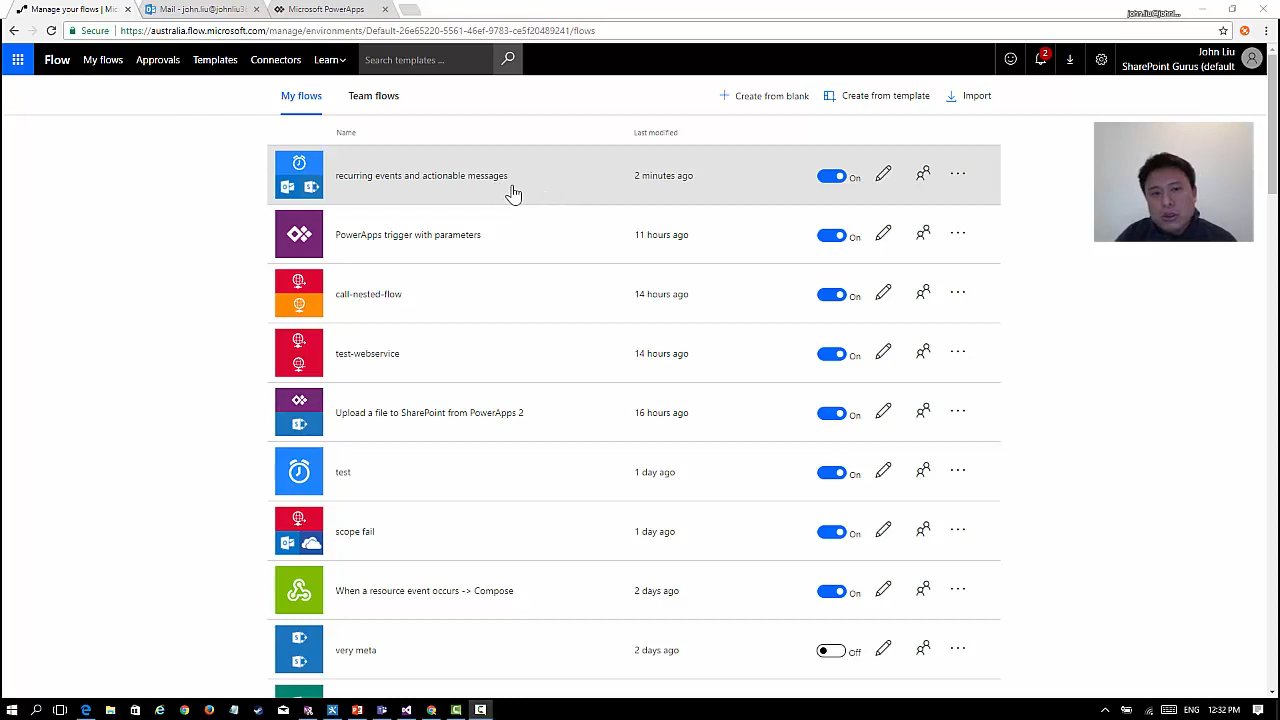 Manage your flows | Mic
Mail - john.liu@johnliu3
Microsoft PowerApps
Secure
https://australia.flow.microsoft.com/manage/environments/Default-26e65220-5561-46ef-9783-ce5f20489241/flows
Flow
My flows
Approvals
Templates
Connectors
Learn
Search templates ...
2
John Liu
SharePoint Gurus (default
My flows
Team flows
Create from blank
Create from template
Import
Name
Last modified
recurring events and actionable messages
2 minutes ago
On
PowerApps trigger with parameters
11 hours ago
On
call-nested-flow
14 hours ago
On
test-webservice
14 hours ago
On
Upload a file to SharePoint from PowerApps 2
16 hours ago
On
test
1 day ago
On
scope fail
1 day ago
On
When a resource event occurs -> Compose
2 days ago
On
very meta
2 days ago
Off
ENG
12:32 PM